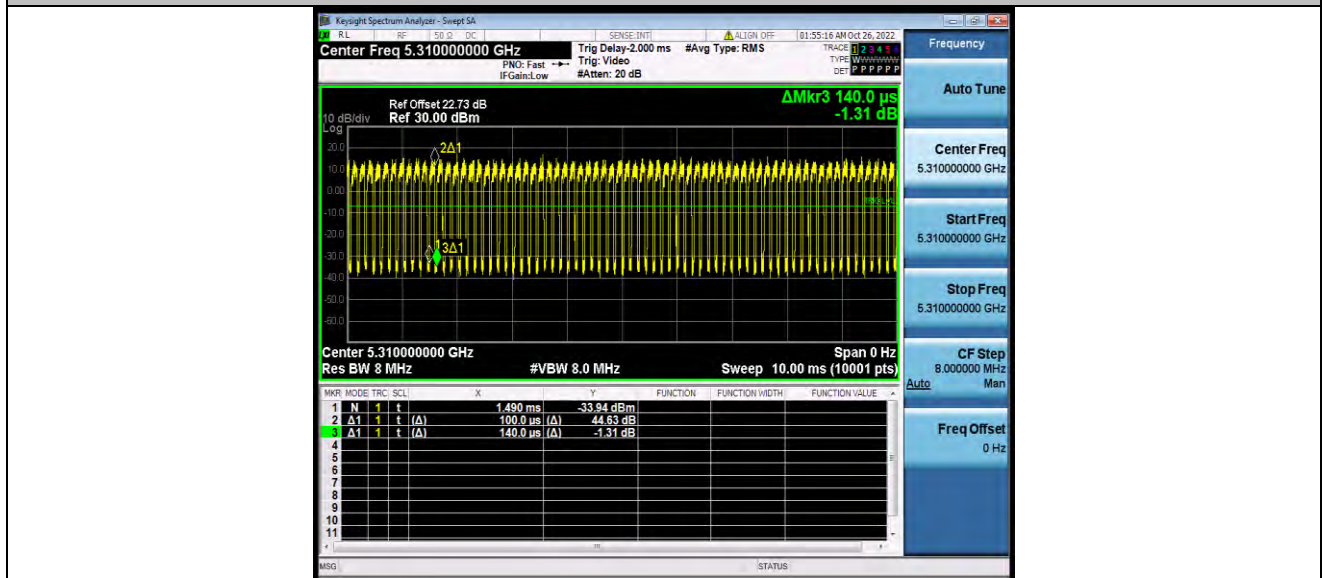 Keysight Spectrum Analyzer - Swept SA
RL RF 50 Ω DC SENSE:INT ALIGN OFF 01:55:16 AM Oct 26, 2022
Center Freq 5.310000000 GHz
PNO: Fast
IFGain:Low
Trig Delay-2.000 ms
Trig: Video
#Atten: 20 dB
#Avg Type: RMS
TRACE 1 2 3 4 5 6
TYPE WWWWWW
DET P P P P P P
Ref Offset 22.73 dB
10 dB/div Ref 30.00 dBm
Log
ΔMkr3 140.0 µs
-1.31 dB
20.0
10.0
0.00
-10.0
-20.0
-30.0
-40.0
-50.0
-60.0
2Δ1
TRIG LVL
1
3Δ1
Center 5.310000000 GHz Span 0 Hz
Res BW 8 MHz #VBW 8.0 MHz Sweep 10.00 ms (10001 pts)
MKR MODE TRC SCL X Y FUNCTION FUNCTION WIDTH FUNCTION VALUE
1 N 1 t 1.490 ms -33.94 dBm
2 Δ1 1 t (Δ) 100.0 µs (Δ) 44.63 dB
3 Δ1 1 t (Δ) 140.0 µs (Δ) -1.31 dB
4
5
6
7
8
9
10
11
MSG STATUS
Frequency
Auto Tune
Center Freq
5.310000000 GHz
Start Freq
5.310000000 GHz
Stop Freq
5.310000000 GHz
CF Step
8.000000 MHz
Auto Man
Freq Offset
0 Hz